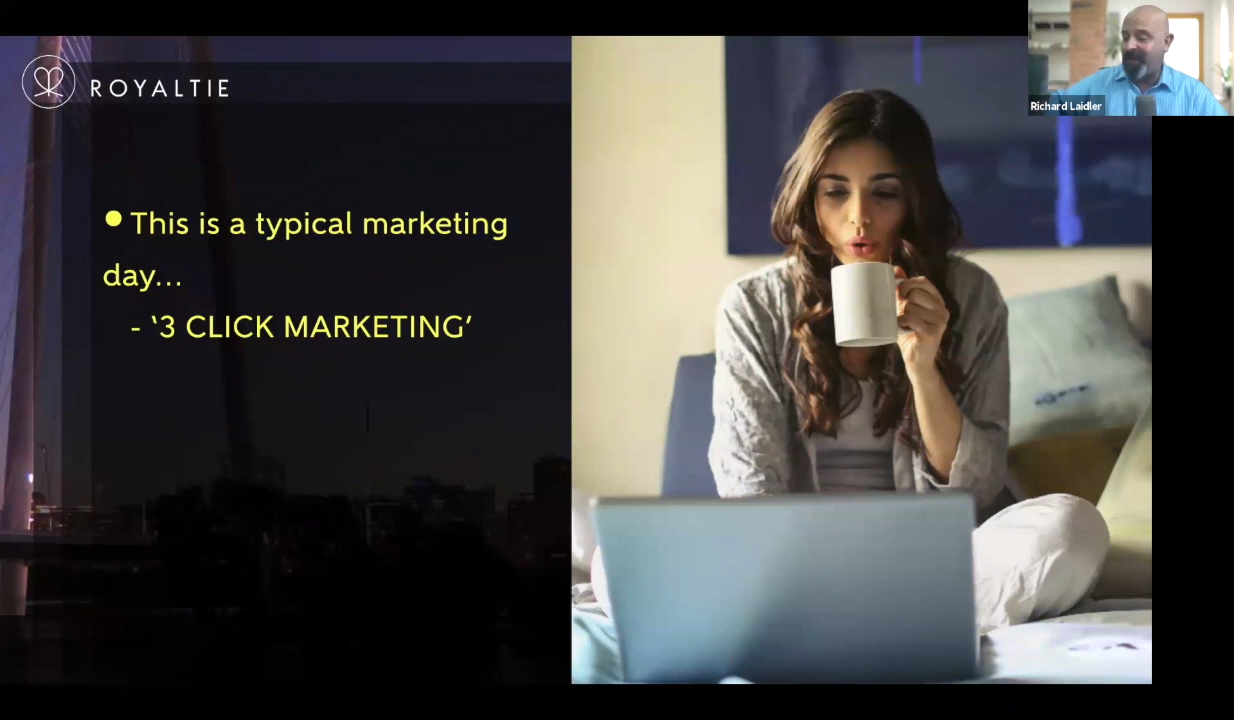 ROYALTIE
Richard Laidler
•This is a typical marketing
day...
- ‘3 CLICK MARKETING’